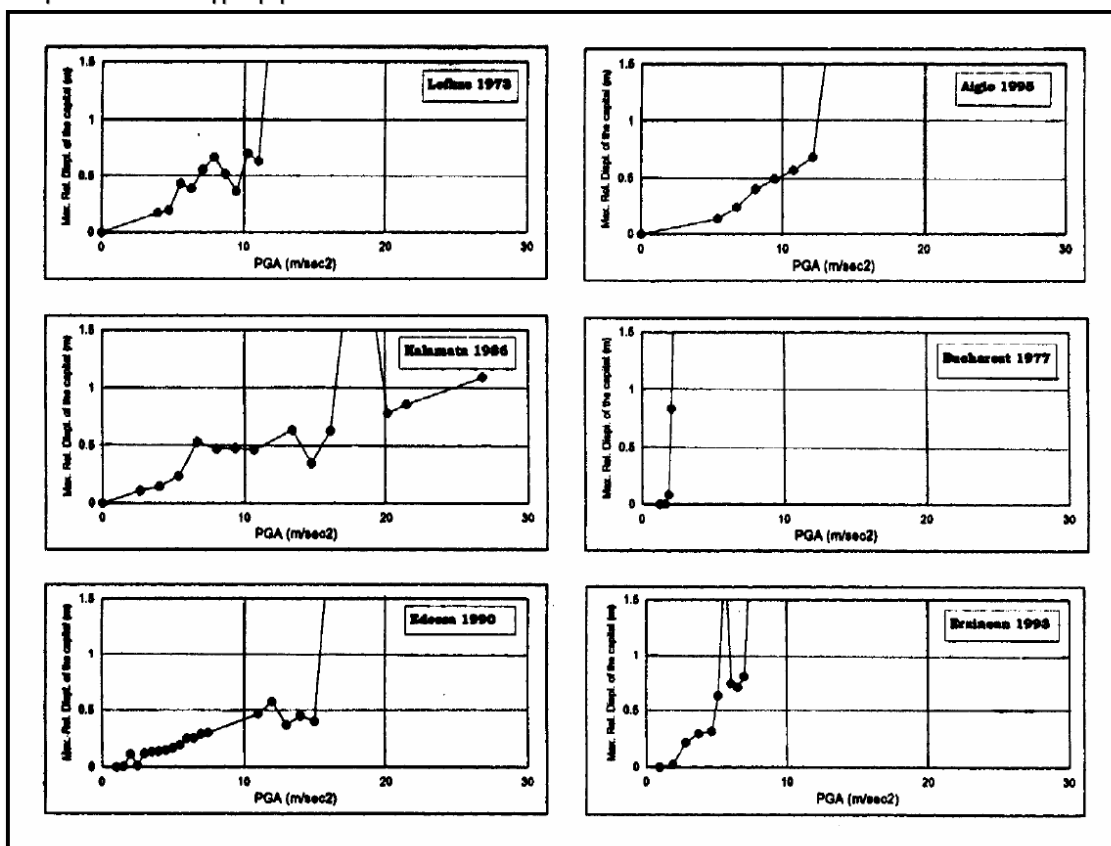 Max. Rel. Displ. of the capital (m)
1.5
1
0.5
0
0
10
20
30
PGA (m/sec2)
Lefkas 1973
Max. Rel. Displ. of the capital (m)
1.5
1
0.5
0
0
10
20
30
PGA (m/sec2)
Aigio 1995
Max. Rel. Displ. of the capital (m)
1.5
1
0.5
0
0
10
20
30
PGA (m/sec2)
Kalamata 1986
Max. Rel. Displ. of the capital (m)
1.5
1
0.5
0
0
10
20
30
PGA (m/sec2)
Bucharest 1977
Max. Rel. Displ. of the capital (m)
1.5
1
0.5
0
0
10
20
30
PGA (m/sec2)
Edessa 1990
Max. Rel. Displ. of the capital (m)
1.5
1
0.5
0
0
10
20
30
PGA (m/sec2)
1993